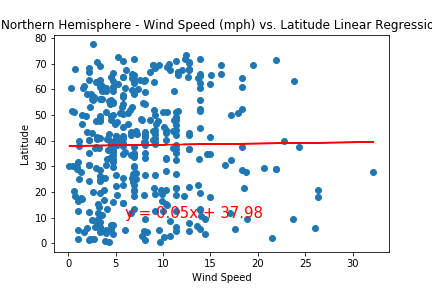 Northern Hemisphere - Wind Speed (mph) vs. Latitude Linear Regressio
80
70
60
50
40
30
20
10
0
Latitude
y = 0.05x + 37.98
0 5 10 15 20 25 30
Wind Speed